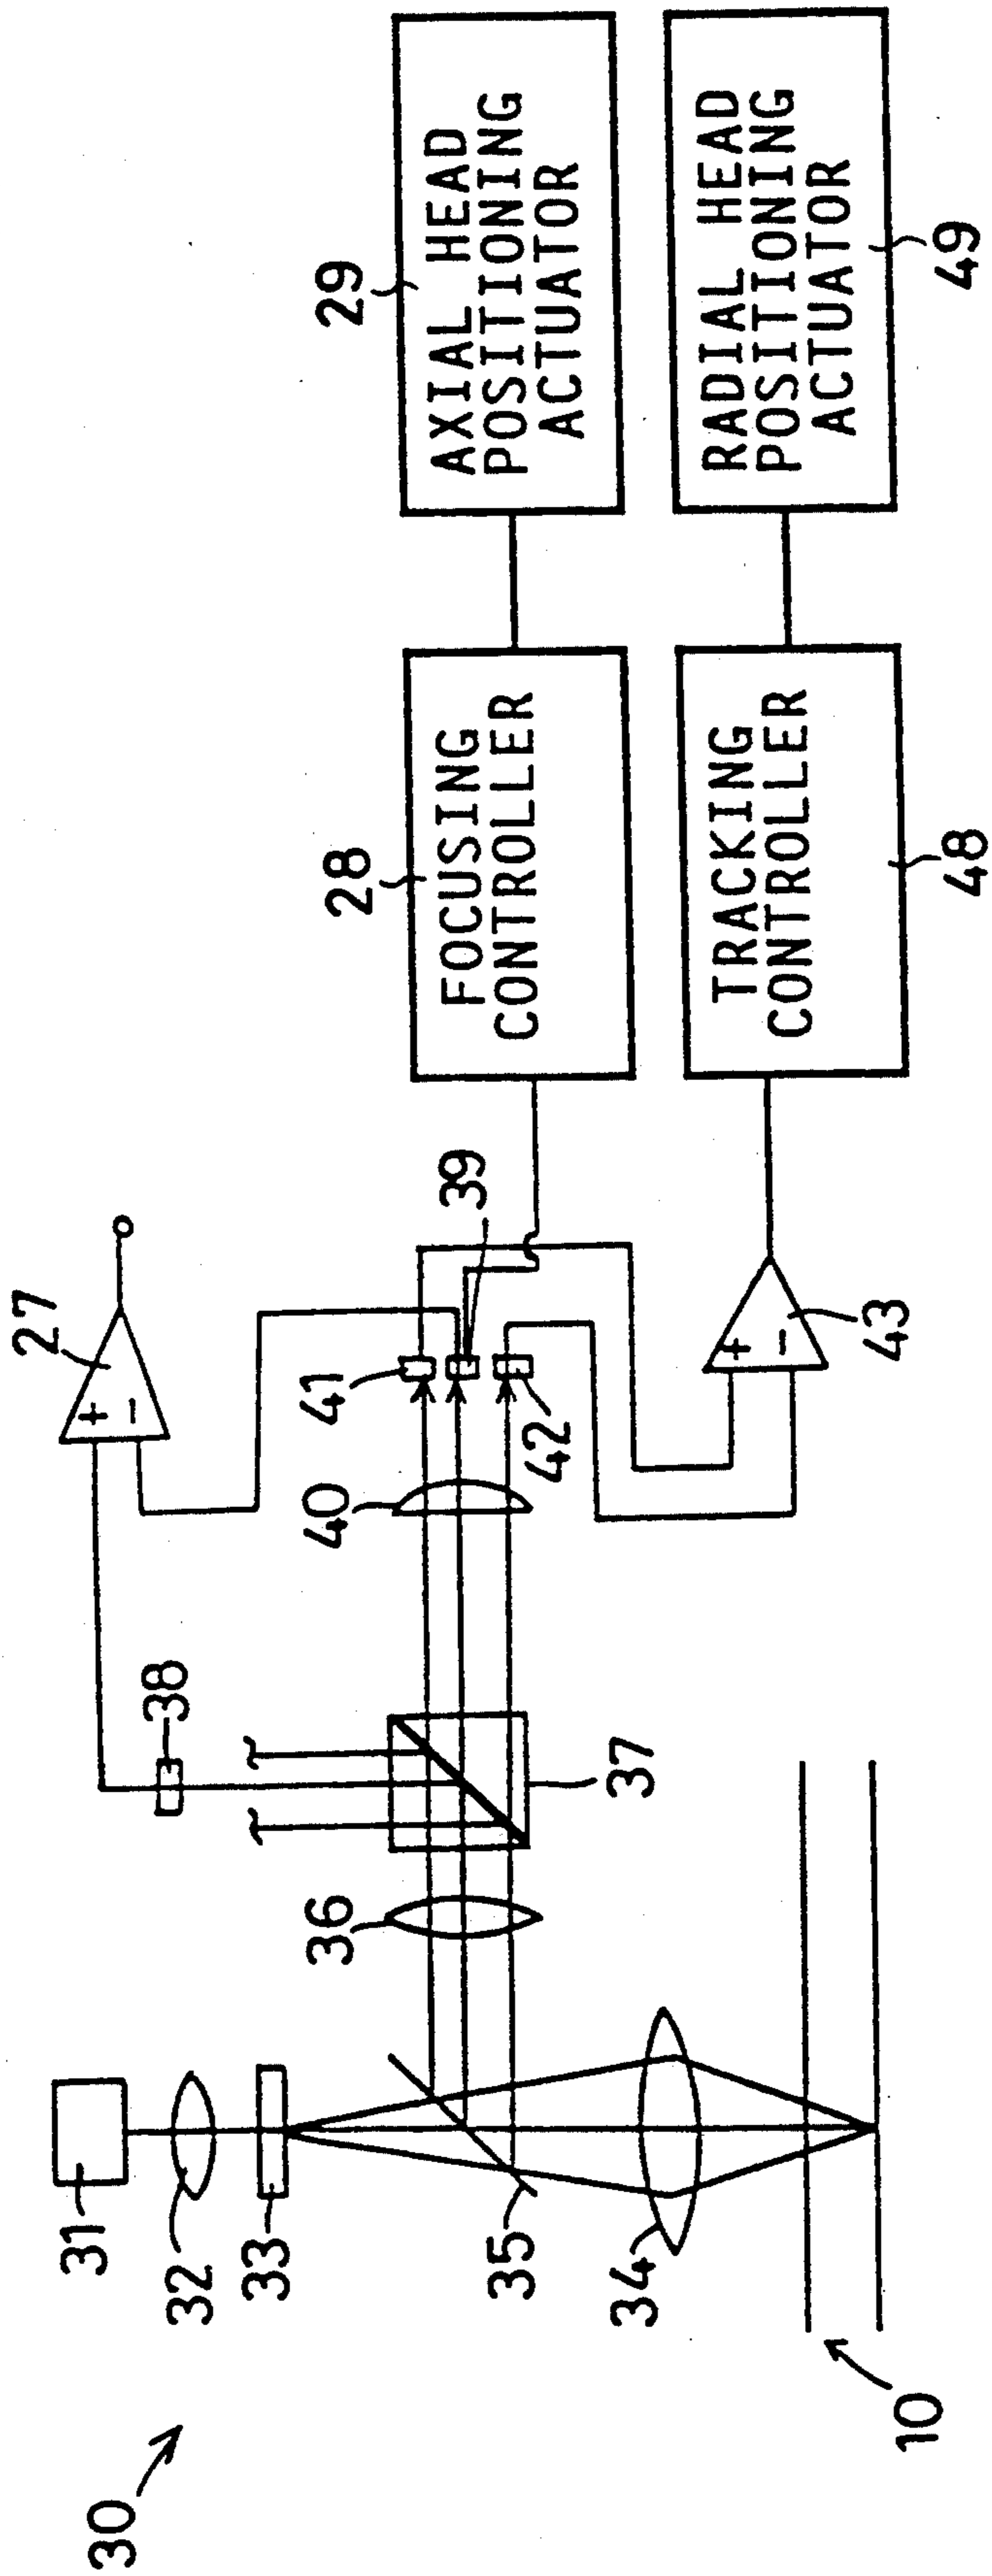 30
31
32
33
35
34
10
36
37
38
40
27
+
−
41
39
42
43
+
−
28
FOCUSING
CONTROLLER
29
AXIAL HEAD
POSITIONING
ACTUATOR
TRACKING
CONTROLLER
48
RADIAL HEAD
POSITIONING
ACTUATOR
49